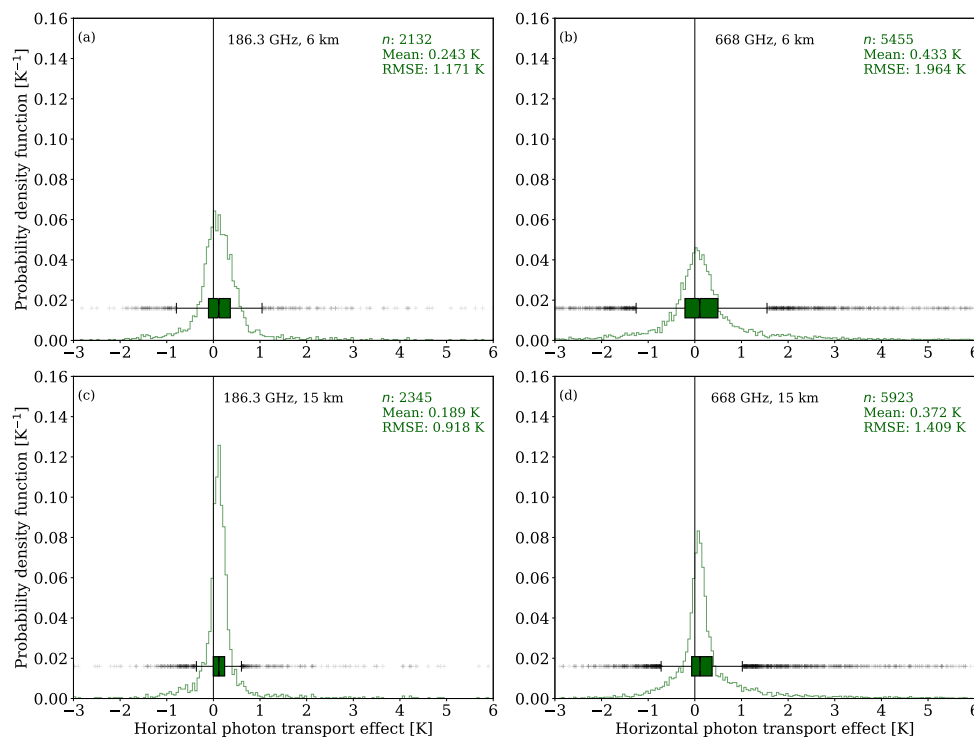 (a)
186.3 GHz, 6 km
n: 2132
Mean: 0.243 K
RMSE: 1.171 K
Probability density function [K⁻¹]
0.16
0.14
0.12
0.10
0.08
0.06
0.04
0.02
0.00
−3 −2 −1 0 1 2 3 4 5 6
(b)
668 GHz, 6 km
n: 5455
Mean: 0.433 K
RMSE: 1.964 K
0.16
0.14
0.12
0.10
0.08
0.06
0.04
0.02
0.00
−3 −2 −1 0 1 2 3 4 5 6
(c)
186.3 GHz, 15 km
n: 2345
Mean: 0.189 K
RMSE: 0.918 K
Probability density function [K⁻¹]
0.16
0.14
0.12
0.10
0.08
0.06
0.04
0.02
0.00
−3 −2 −1 0 1 2 3 4 5 6
Horizontal photon transport effect [K]
(d)
668 GHz, 15 km
n: 5923
Mean: 0.372 K
RMSE: 1.409 K
0.16
0.14
0.12
0.10
0.08
0.06
0.04
0.02
0.00
−3 −2 −1 0 1 2 3 4 5 6
Horizontal photon transport effect [K]